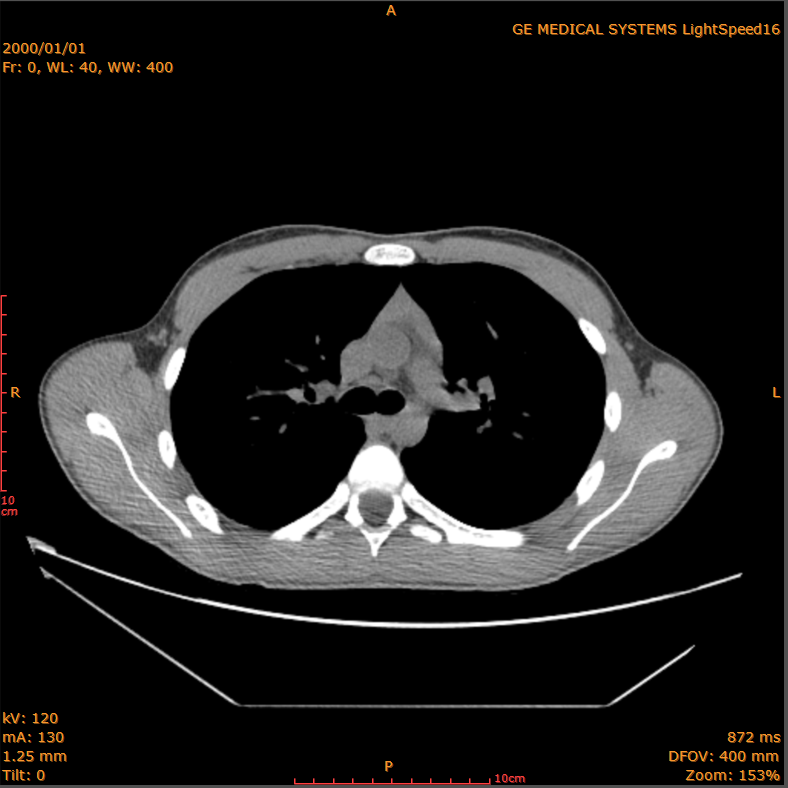 A
GE MEDICAL SYSTEMS LightSpeed16
2000/01/01
Fr: 0, WL: 40, WW: 400
R
L
10
cm
kV: 120
mA: 130
1.25 mm
Tilt: 0
P
10cm
872 ms
DFOV: 400 mm
Zoom: 153%